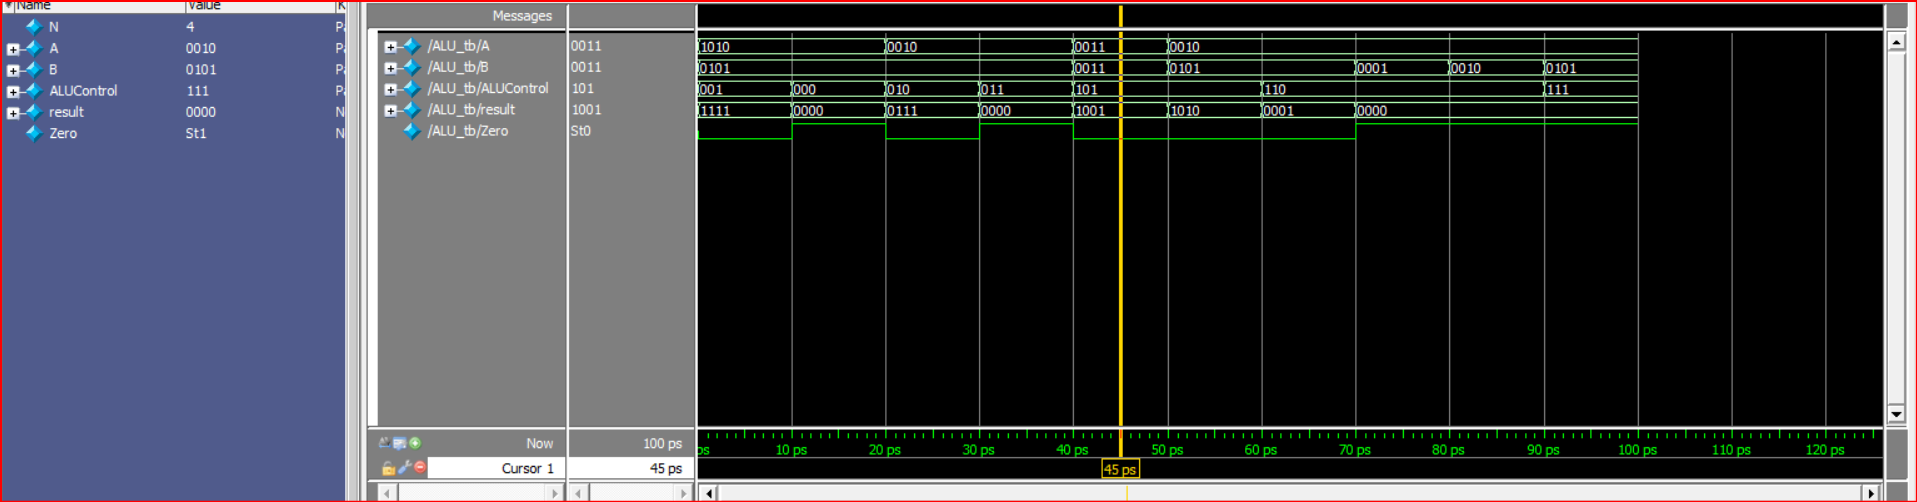 Name Value K
N 4 Pa
A 0010 Pa
B 0101 Pa
ALUControl 111 Pa
result 0000 N
Zero St1 N
Messages
/ALU_tb/A 0011 1010 0010 0011 0010
/ALU_tb/B 0011 0101 0011 0101 0001 0010 0101
/ALU_tb/ALUControl 101 001 000 010 011 101 110 111
/ALU_tb/result 1001 1111 0000 0111 0000 1001 1010 0001 0000
/ALU_tb/Zero St0
Now 100 ps ps 10 ps 20 ps 30 ps 40 ps 50 ps 60 ps 70 ps 80 ps 90 ps 100 ps 110 ps 120 ps
Cursor 1 45 ps 45 ps